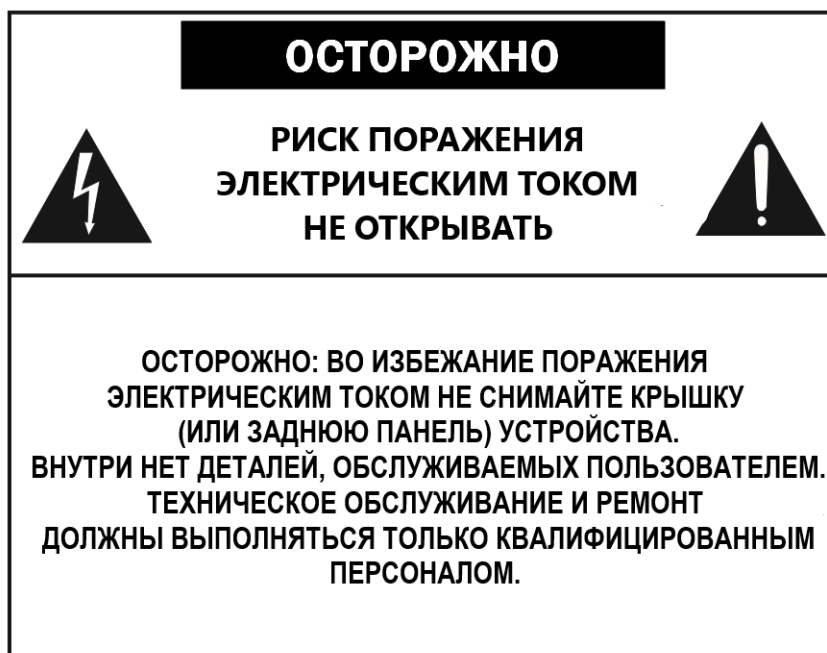 ОСТОРОЖНО
РИСК ПОРАЖЕНИЯ
ЭЛЕКТРИЧЕСКИМ ТОКОМ
НЕ ОТКРЫВАТЬ
ОСТОРОЖНО: ВО ИЗБЕЖАНИЕ ПОРАЖЕНИЯ
ЭЛЕКТРИЧЕСКИМ ТОКОМ НЕ СНИМАЙТЕ КРЫШКУ
(ИЛИ ЗАДНЮЮ ПАНЕЛЬ) УСТРОЙСТВА.
ВНУТРИ НЕТ ДЕТАЛЕЙ, ОБСЛУЖИВАЕМЫХ ПОЛЬЗОВАТЕЛЕМ.
ТЕХНИЧЕСКОЕ ОБСЛУЖИВАНИЕ И РЕМОНТ
ДОЛЖНЫ ВЫПОЛНЯТЬСЯ ТОЛЬКО КВАЛИФИЦИРОВАННЫМ
ПЕРСОНАЛОМ.